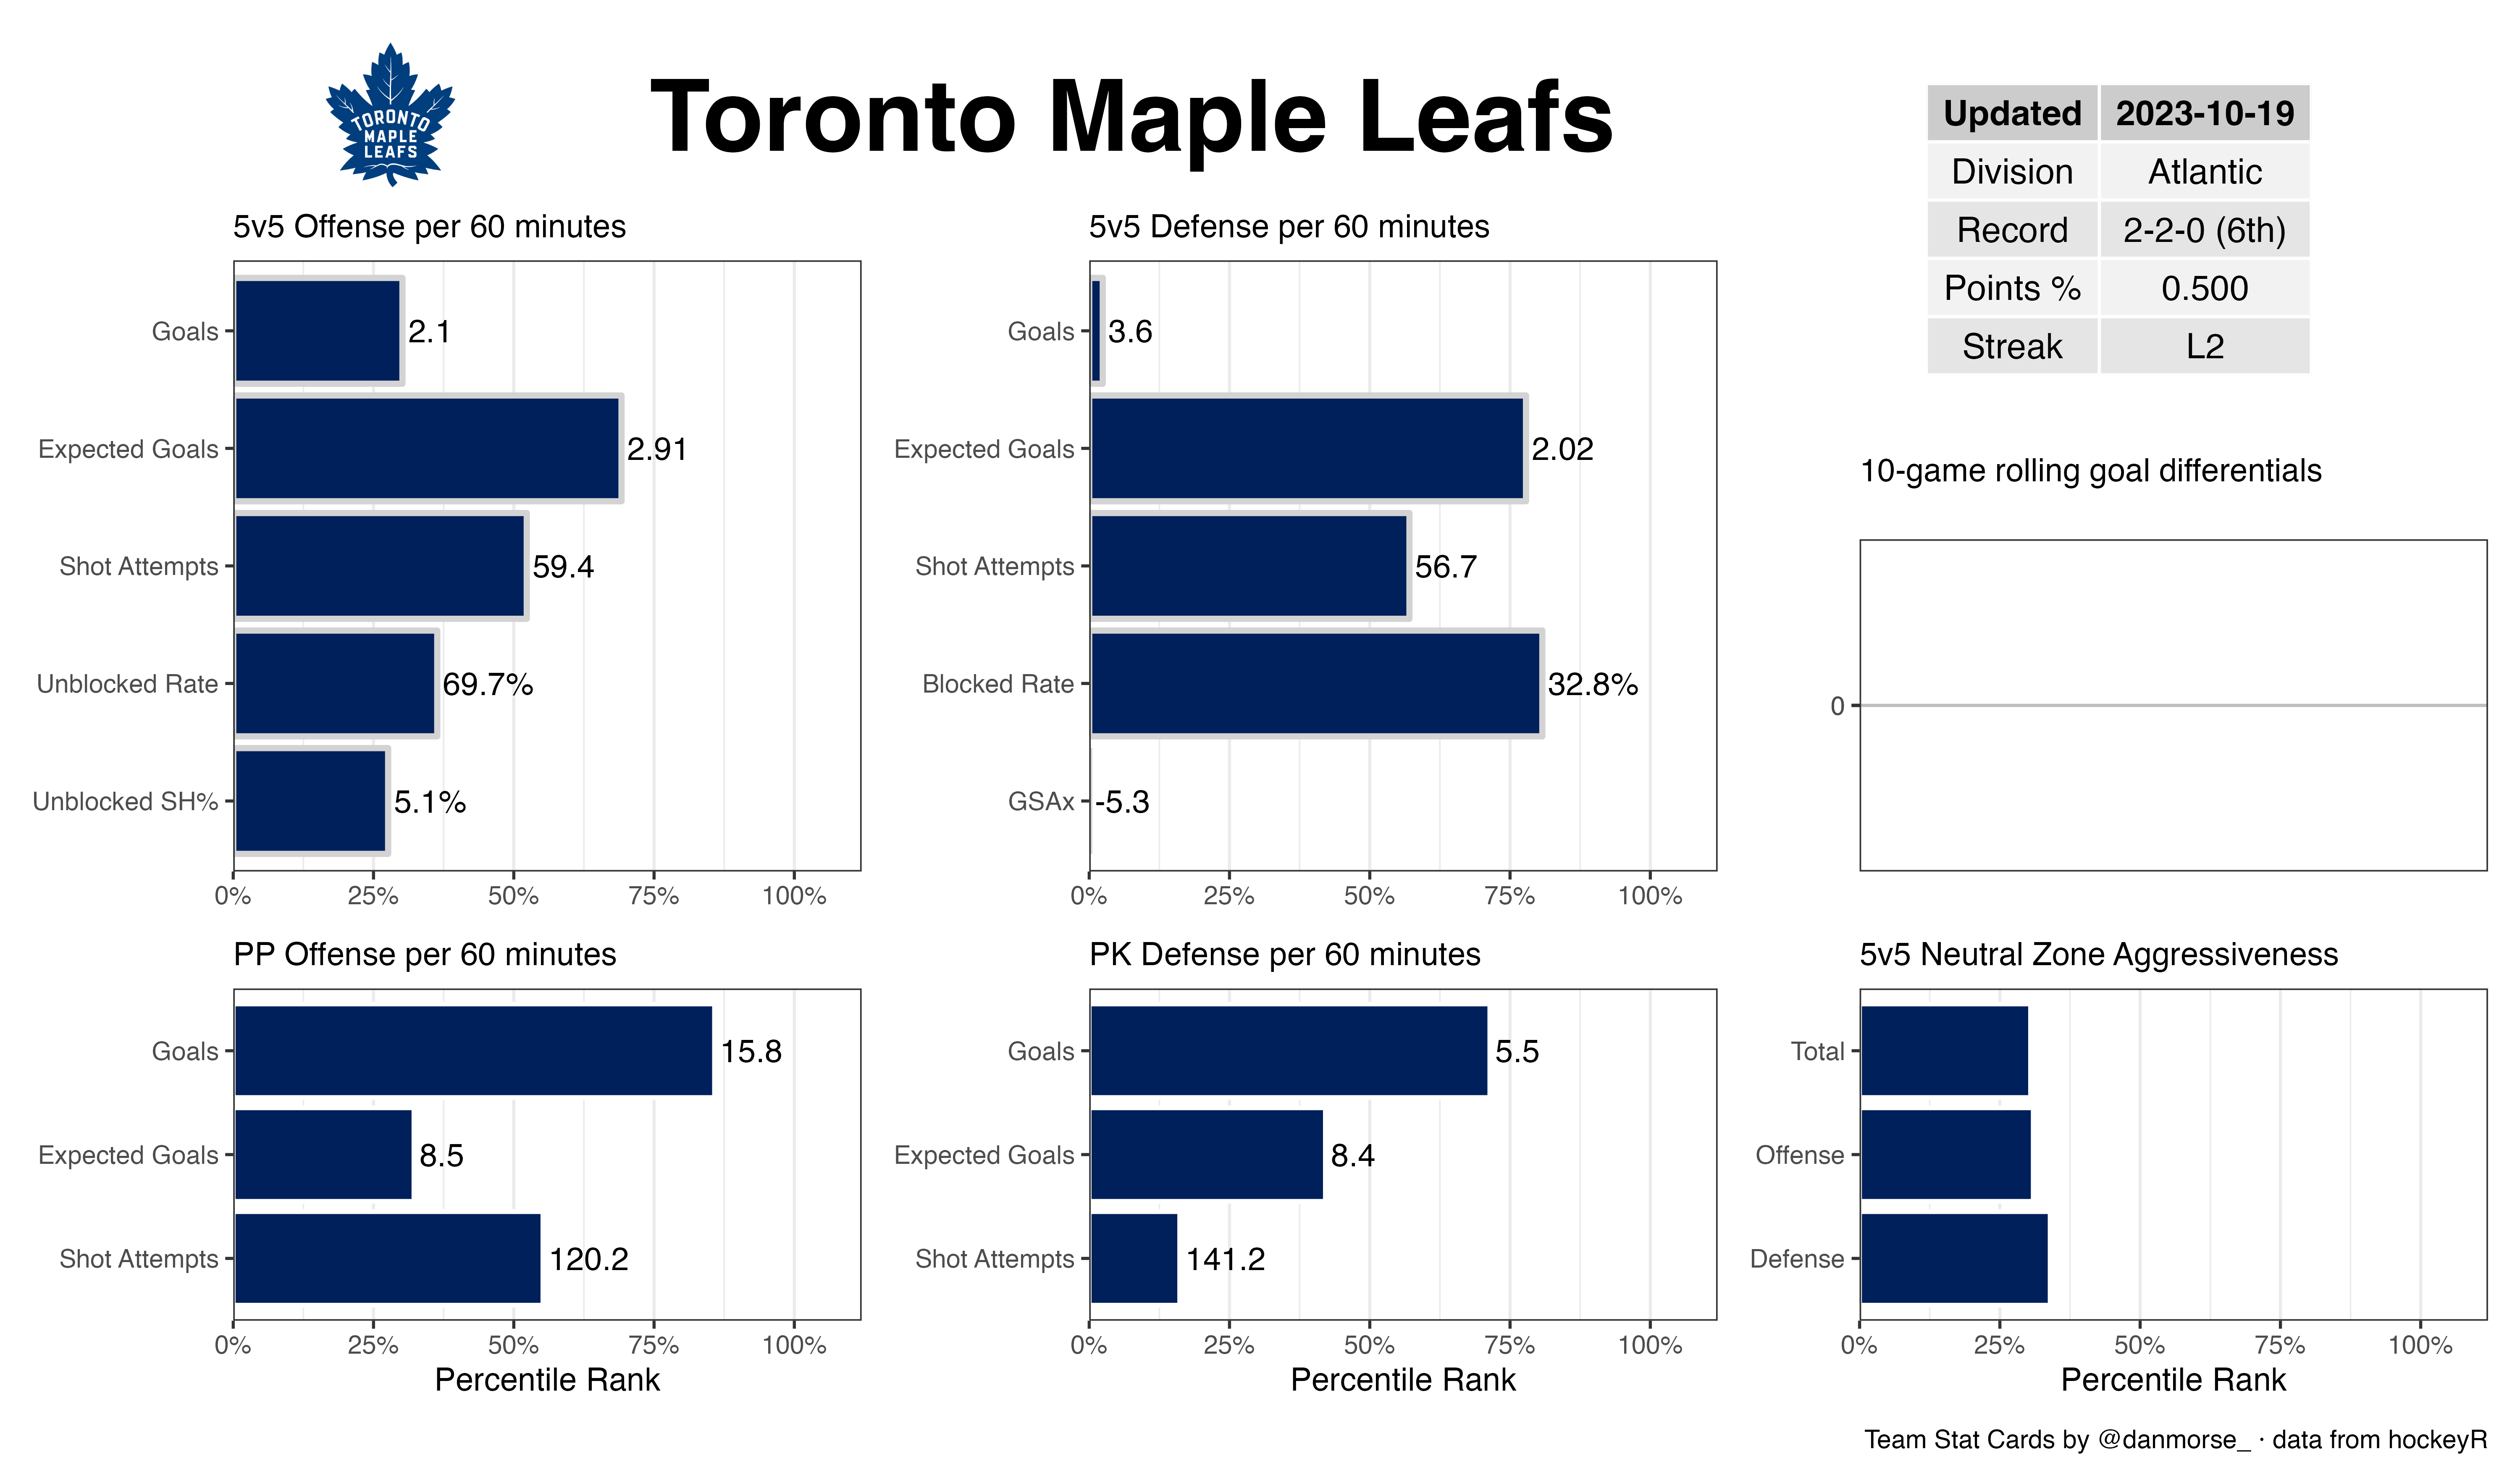 TORONTO
MAPLE
LEAFS
Toronto Maple Leafs
Updated 2023-10-19
Division Atlantic
Record 2-2-0 (6th)
Points % 0.500
Streak L2
5v5 Offense per 60 minutes
Goals 2.1
Expected Goals 2.91
Shot Attempts 59.4
Unblocked Rate 69.7%
Unblocked SH% 5.1%
0% 25% 50% 75% 100%
5v5 Defense per 60 minutes
Goals 3.6
Expected Goals 2.02
Shot Attempts 56.7
Blocked Rate 32.8%
GSAx -5.3
0% 25% 50% 75% 100%
10-game rolling goal differentials
0
PP Offense per 60 minutes
Goals 15.8
Expected Goals 8.5
Shot Attempts 120.2
0% 25% 50% 75% 100%
Percentile Rank
PK Defense per 60 minutes
Goals 5.5
Expected Goals 8.4
Shot Attempts 141.2
0% 25% 50% 75% 100%
Percentile Rank
5v5 Neutral Zone Aggressiveness
Total
Offense
Defense
0% 25% 50% 75% 100%
Percentile Rank
Team Stat Cards by @danmorse_ · data from hockeyR